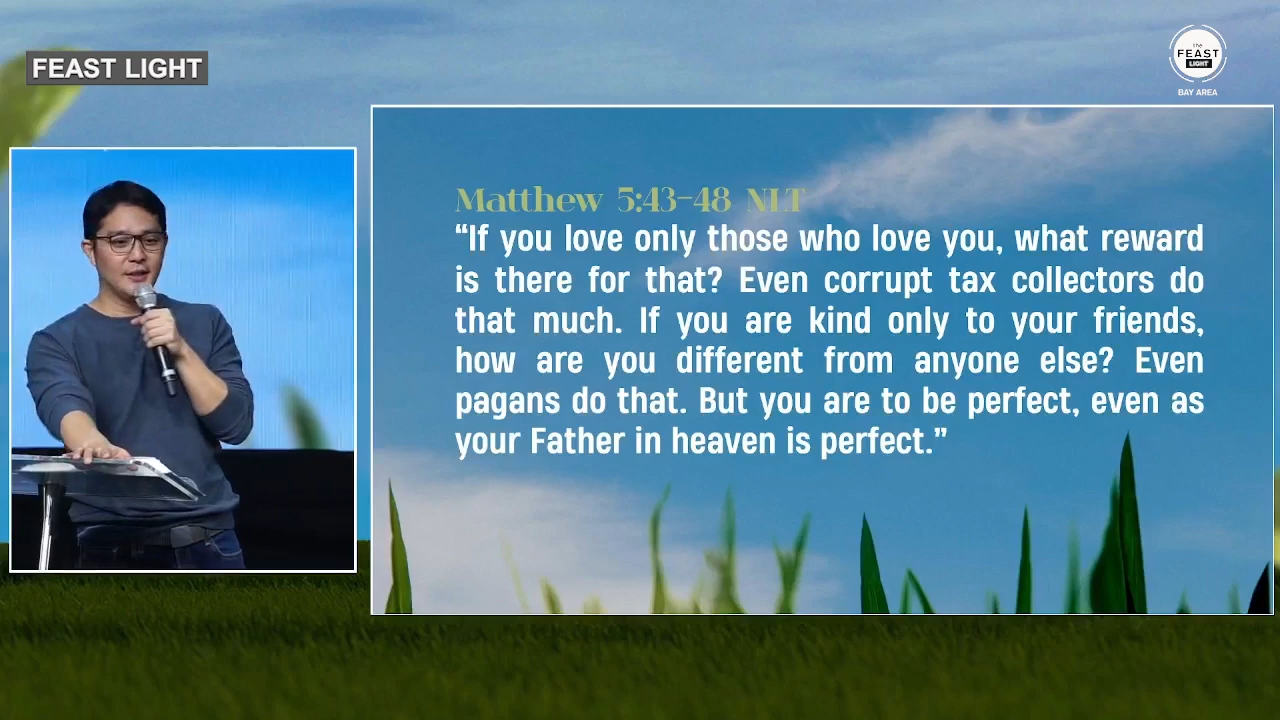 FEAST LIGHT
the
FEAST
LIGHT
BAY AREA
Matthew 5:43-48 NLT
“If you love only those who love you, what reward
is there for that? Even corrupt tax collectors do
that much. If you are kind only to your friends,
how are you different from anyone else? Even
pagans do that. But you are to be perfect, even as
your Father in heaven is perfect.”